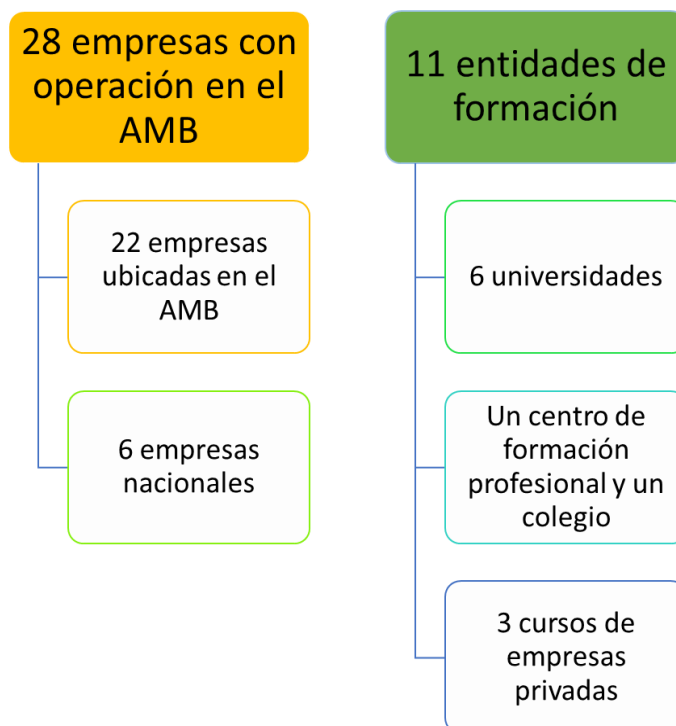 28 empresas con
operación en el
AMB
22 empresas
ubicadas en el
AMB
6 empresas
nacionales
11 entidades de
formación
6 universidades
Un centro de
formación
profesional y un
colegio
3 cursos de
empresas
privadas